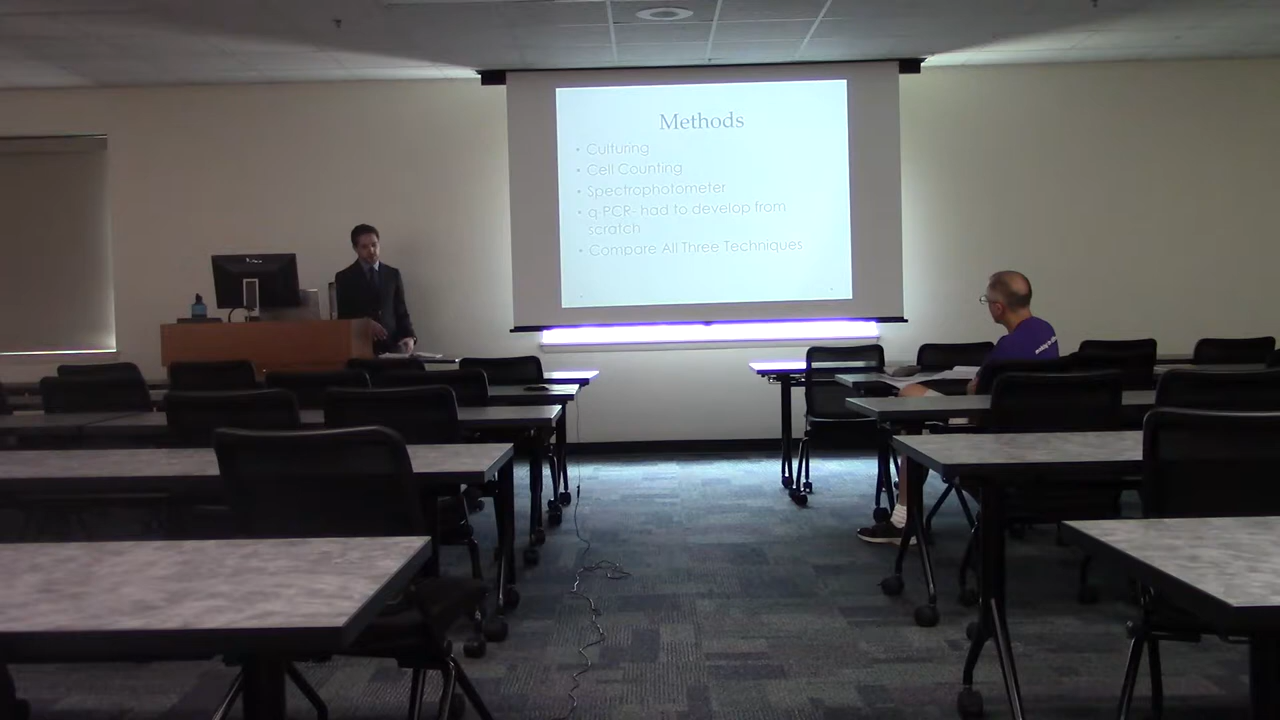 Methods
• Culturing
• Cell Counting
• Spectrophotometer
• q PCR- had to develop from
scratch
• Compare All Three Techniques